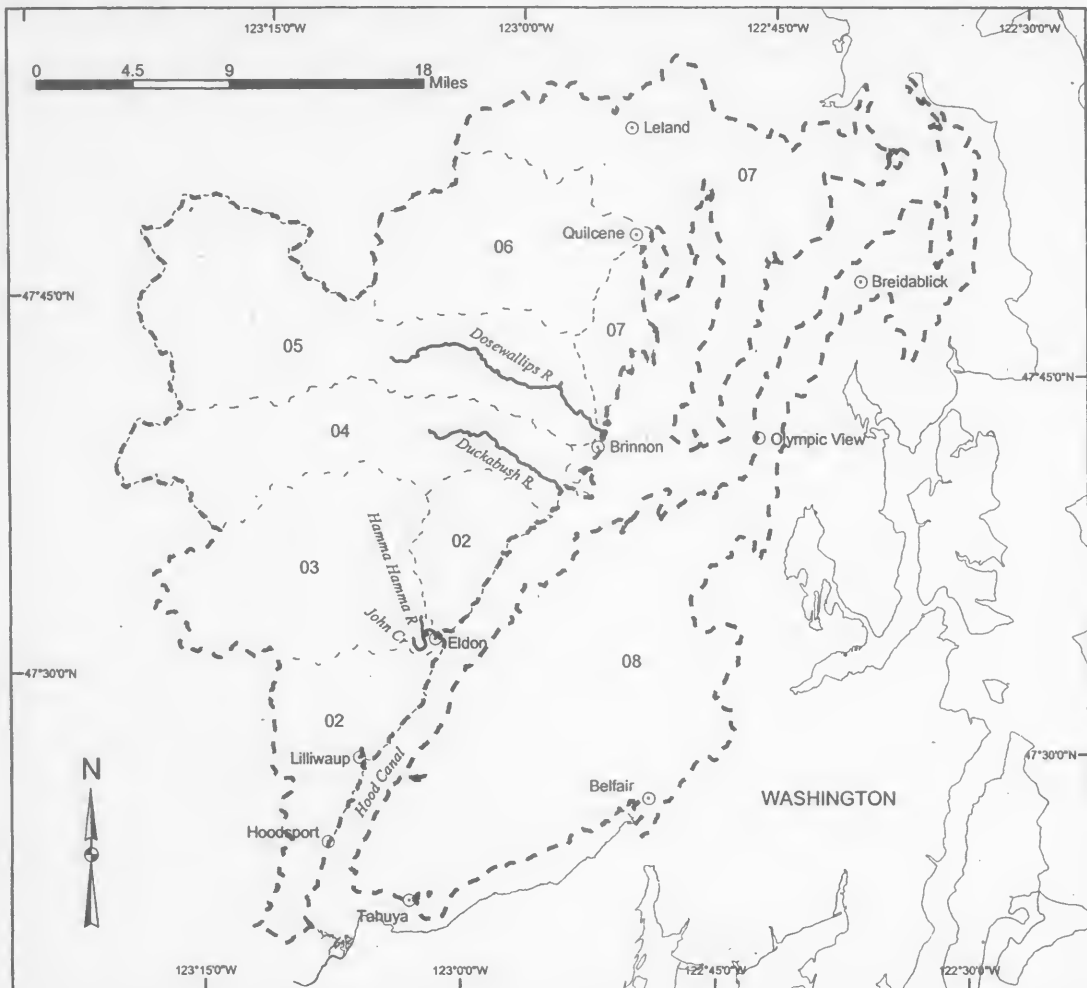 123°15'0"W
123°0'0"W
122°45'0"W
122°30'0"W
0 4.5 9 18
Miles
Leland
07
Quilcene
06
Breidablick
47°45'0"N
07
Dosewallips R
05
47°45'0"N
04
Brinnon
Olympic View
Duckabush R
Hamma Hamma R
02
03
John Cr
Eldon
08
47°30'0"N
02
Lilliwaup
47°30'0"N
Hood Canal
N
Belfair
WASHINGTON
Hoodsport
Tahuya
123°15'0"W
123°0'0"W
122°45'0"W
122°30'0"W